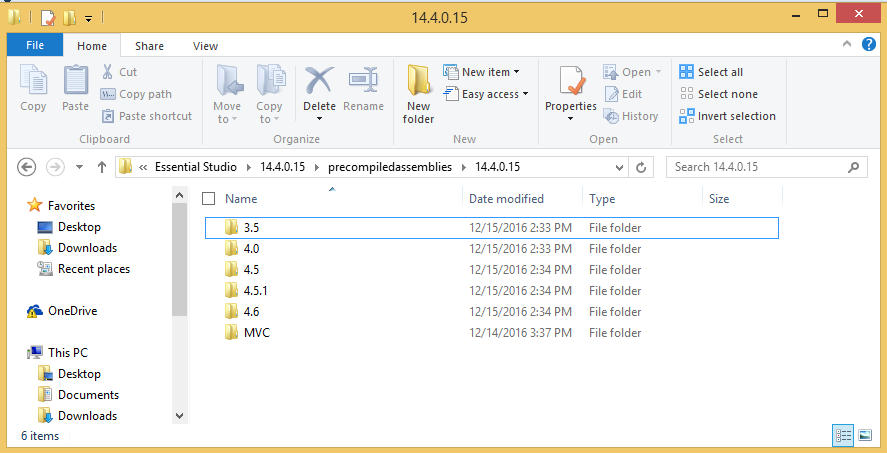 14.4.0.15
File Home Share View
Copy Paste Cut Copy path Paste shortcut
Clipboard
Move to Copy to Delete Rename
Organize
New folder New item Easy access
New
Properties Open Edit History
Open
Select all Select none Invert selection
Select
« Essential Studio 14.4.0.15 precompiledassemblies 14.4.0.15 Search 14.4.0.15
Favorites
Desktop
Downloads
Recent places
OneDrive
This PC
Desktop
Documents
Downloads
Name Date modified Type Size
3.5 12/15/2016 2:33 PM File folder
4.0 12/15/2016 2:33 PM File folder
4.5 12/15/2016 2:34 PM File folder
4.5.1 12/15/2016 2:34 PM File folder
4.6 12/15/2016 2:34 PM File folder
MVC 12/14/2016 3:37 PM File folder
6 items